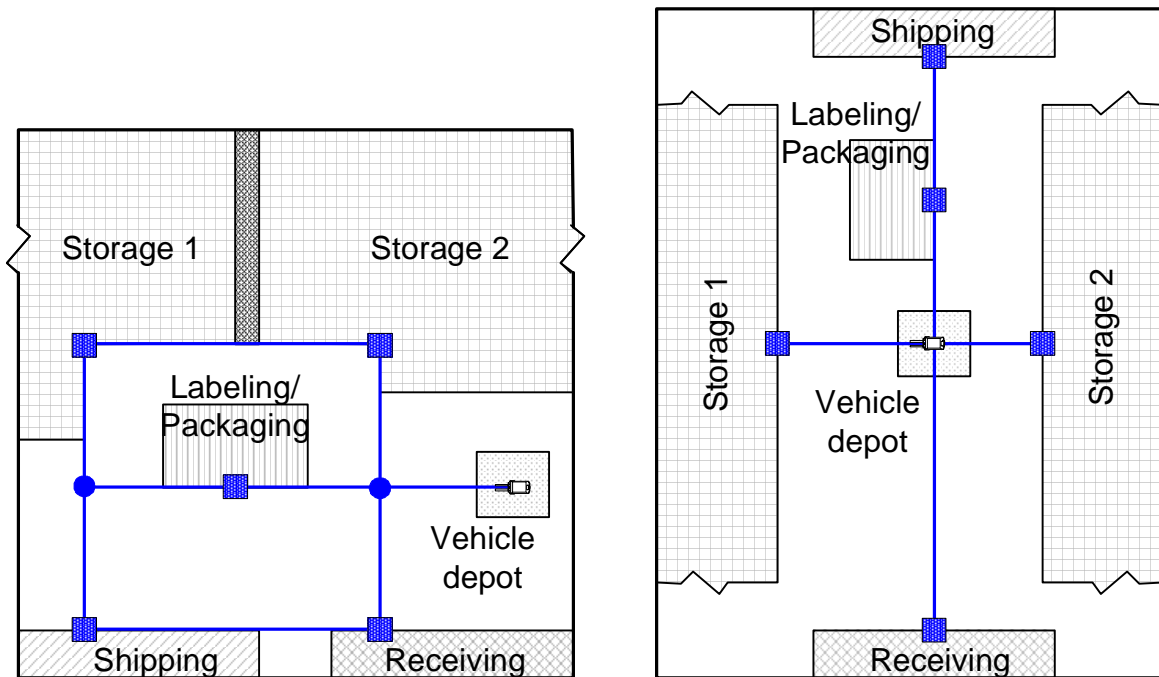 Storage 1
Storage 2
Labeling/
Packaging
Vehicle
depot
Shipping
Receiving
Shipping
Labeling/
Packaging
Storage 1
Storage 2
Vehicle
depot
Receiving